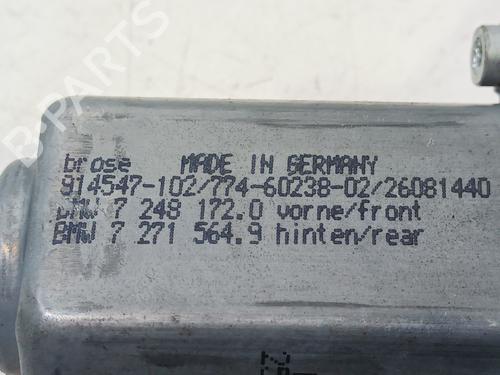 brose MADE IN GERMANY
914547-102/774-60238-02/26081440
BMW 7 248 172.0 vorne/front
BMW 7 271 564.9 hinten/rear
B-PARTS